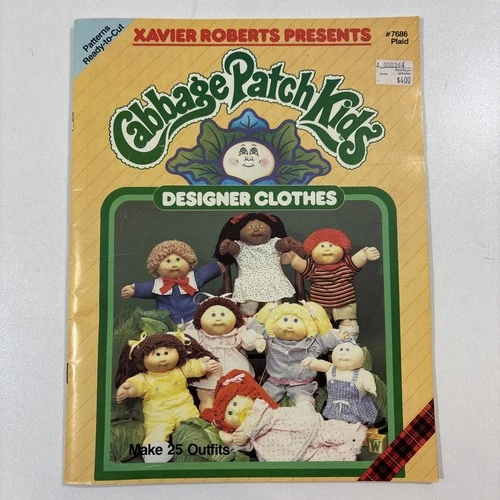 Patterns
Ready-to-Cut
XAVIER ROBERTS PRESENTS
#7686
Plaid
$4.00
Cabbage Patch Kids
DESIGNER CLOTHES
Make 25 Outfits
W